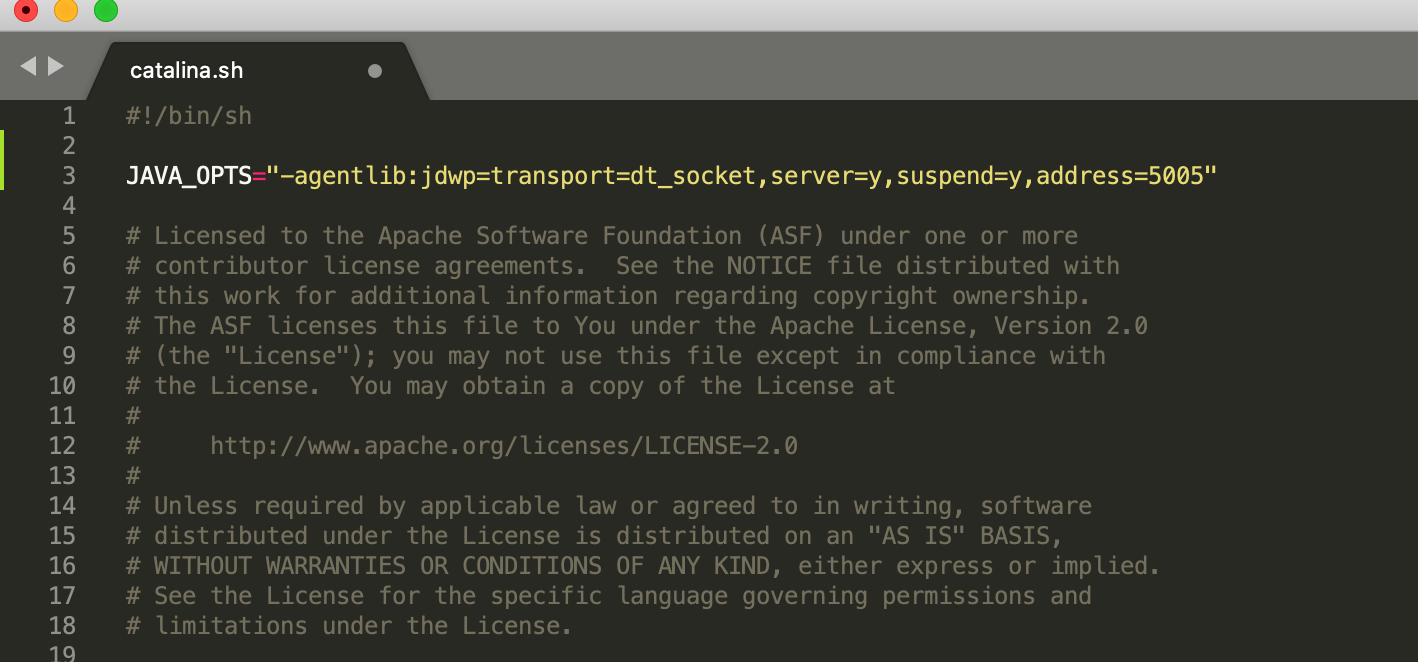 catalina.sh
1 #!/bin/sh
2
3 JAVA_OPTS="-agentlib:jdwp=transport=dt_socket,server=y,suspend=y,address=5005"
4
5 # Licensed to the Apache Software Foundation (ASF) under one or more
6 # contributor license agreements.  See the NOTICE file distributed with
7 # this work for additional information regarding copyright ownership.
8 # The ASF licenses this file to You under the Apache License, Version 2.0
9 # (the "License"); you may not use this file except in compliance with
10 # the License.  You may obtain a copy of the License at
11 #
12 #     http://www.apache.org/licenses/LICENSE-2.0
13 #
14 # Unless required by applicable law or agreed to in writing, software
15 # distributed under the License is distributed on an "AS IS" BASIS,
16 # WITHOUT WARRANTIES OR CONDITIONS OF ANY KIND, either express or implied.
17 # See the License for the specific language governing permissions and
18 # limitations under the License.
19